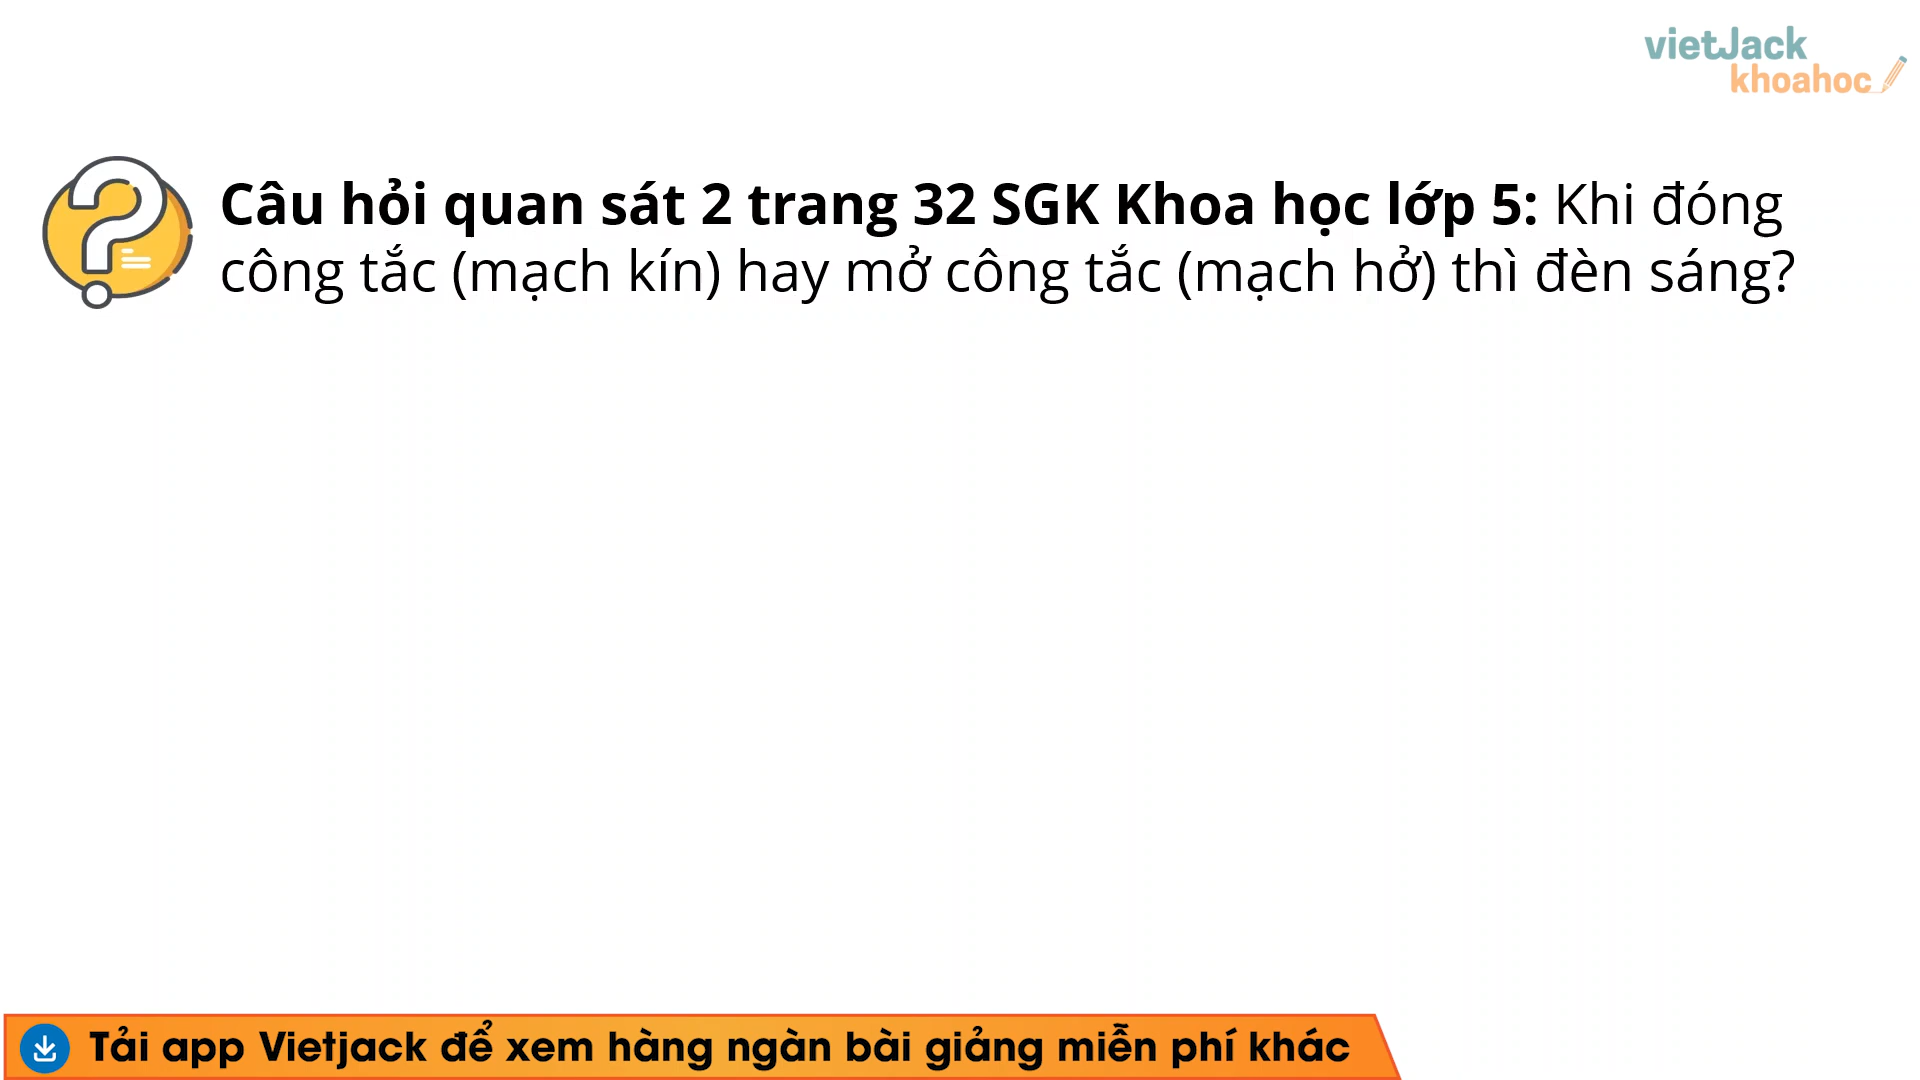 vietJack
khoahoc
Câu hỏi quan sát 2 trang 32 SGK Khoa học lớp 5: Khi đóng
công tắc (mạch kín) hay mở công tắc (mạch hở) thì đèn sáng?
Tải app Vietjack để xem hàng ngàn bài giảng miễn phí khác